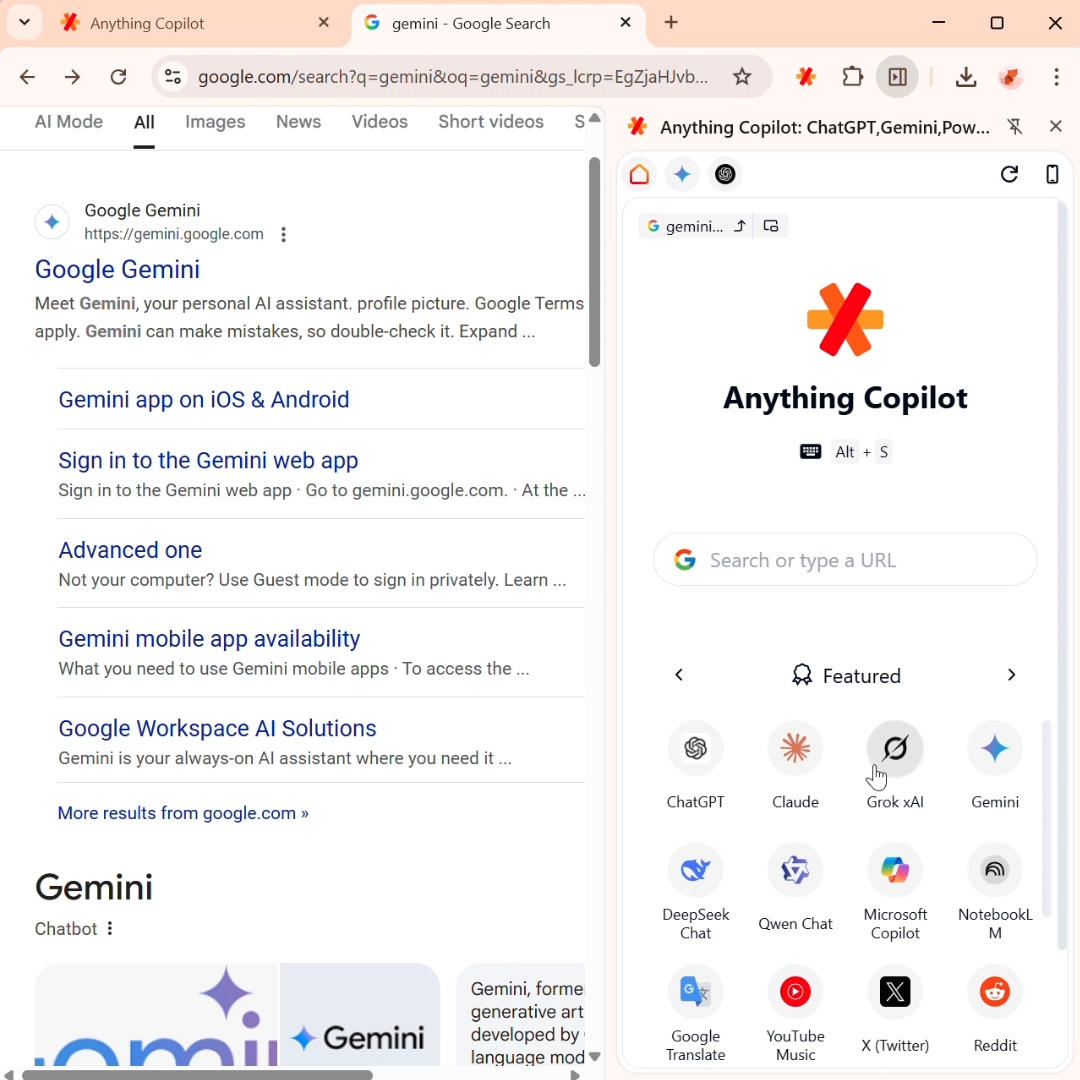 Anything Copilot
gemini - Google Search
google.com/search?q=gemini&oq=gemini&gs_lcrp=EgZjaHJvb...
AI Mode
All
Images
News
Videos
Short videos
S
Google Gemini
https://gemini.google.com
Google Gemini
Meet Gemini, your personal AI assistant. profile picture. Google Terms
apply. Gemini can make mistakes, so double-check it. Expand ...
Gemini app on iOS & Android
Sign in to the Gemini web app
Sign in to the Gemini web app · Go to gemini.google.com. · At the ...
Advanced one
Not your computer? Use Guest mode to sign in privately. Learn ...
Gemini mobile app availability
What you need to use Gemini mobile apps · To access the ...
Google Workspace AI Solutions
Gemini is your always-on AI assistant where you need it ...
More results from google.com »
Gemini
Chatbot
Gemini
Gemini, forme
generative art
developed by
language mod
Anything Copilot: ChatGPT,Gemini,Pow...
gemini...
Anything Copilot
Alt + S
Search or type a URL
Featured
ChatGPT
Claude
Grok xAI
Gemini
DeepSeek
Chat
Qwen Chat
Microsoft
Copilot
NotebookL
M
Google
Translate
YouTube
Music
X (Twitter)
Reddit